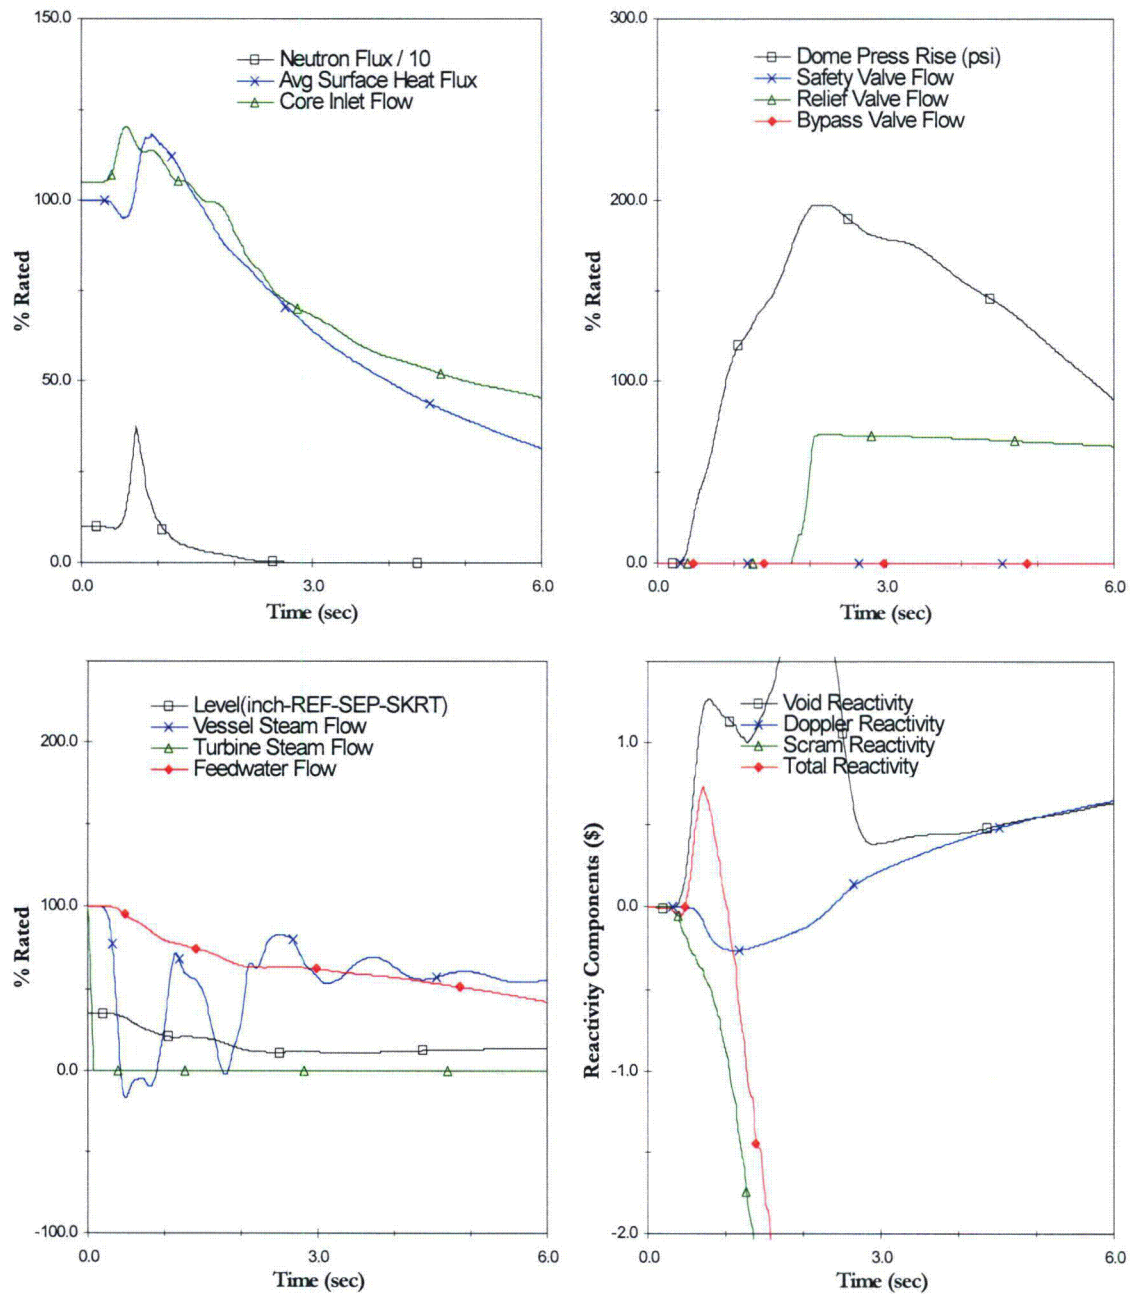 150.0
Neutron Flux / 10
Avg Surface Heat Flux
Core Inlet Flow
100.0
% Rated
50.0
0.0
0.0 3.0 6.0
Time (sec)
300.0
Dome Press Rise (psi)
Safety Valve Flow
Relief Valve Flow
Bypass Valve Flow
200.0
% Rated
100.0
0.0
0.0 3.0 6.0
Time (sec)
Level(inch-REF-SEP-SKRT)
Vessel Steam Flow
Turbine Steam Flow
Feedwater Flow
200.0
100.0
% Rated
0.0
-100.0
0.0 3.0 6.0
Time (sec)
Void Reactivity
Doppler Reactivity
Scram Reactivity
Total Reactivity
1.0
0.0
Reactivity Components ($)
-1.0
-2.0
0.0 3.0 6.0
Time (sec)